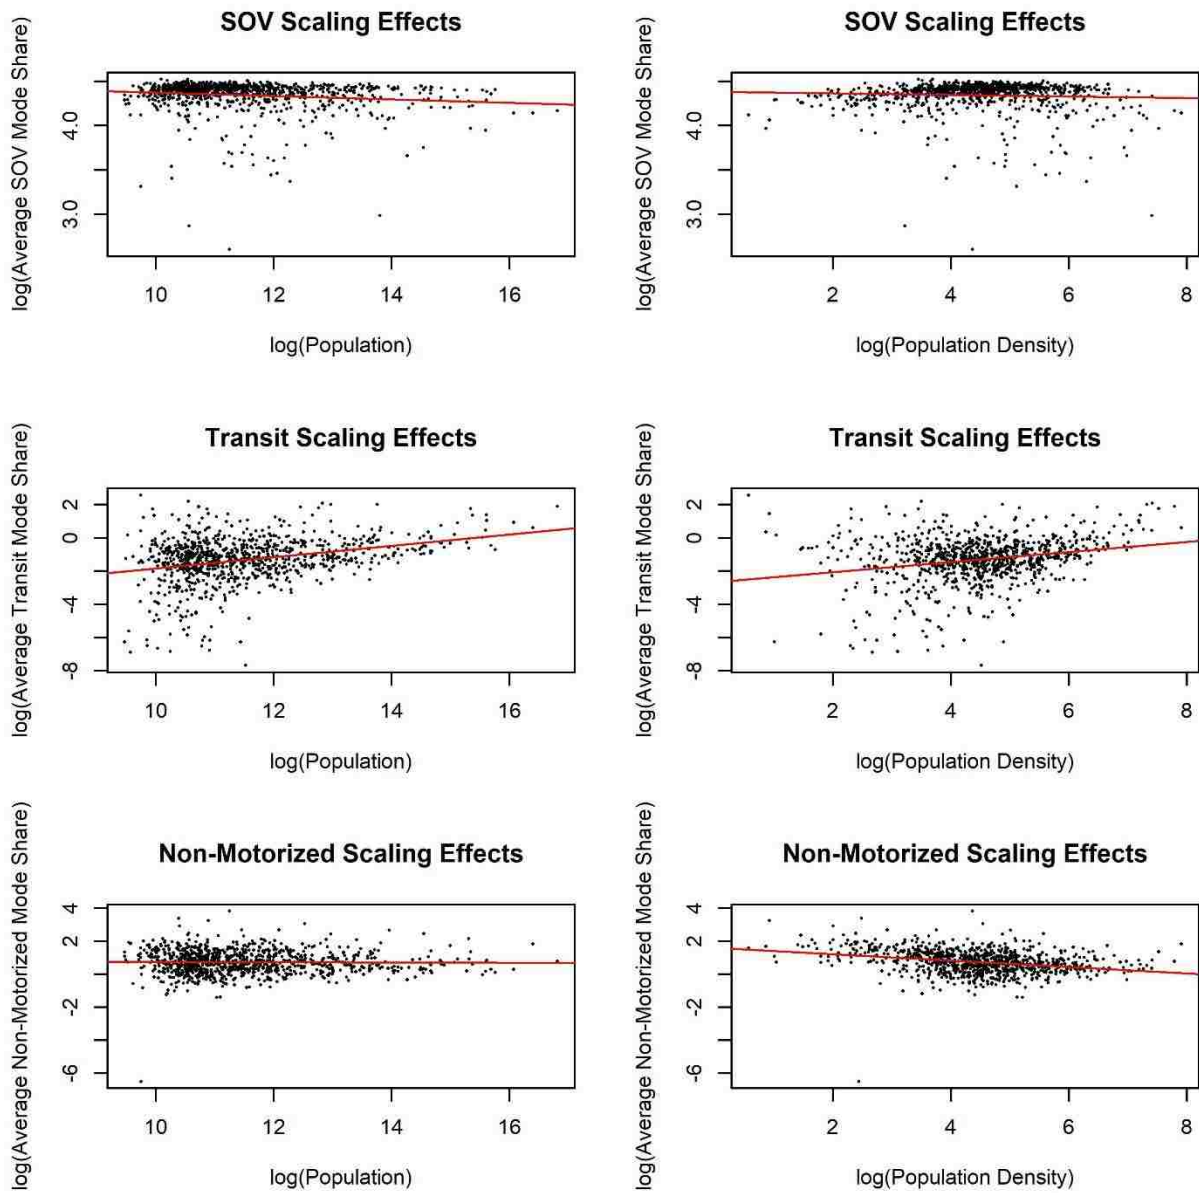 SOV Scaling Effects
log(Average SOV Mode Share)
4.0
3.0
10 12 14 16
log(Population)
SOV Scaling Effects
log(Average SOV Mode Share)
4.0
3.0
2 4 6 8
log(Population Density)
Transit Scaling Effects
log(Average Transit Mode Share)
2
0
-4
-8
10 12 14 16
log(Population)
Transit Scaling Effects
log(Average Transit Mode Share)
2
0
-4
-8
2 4 6 8
log(Population Density)
Non-Motorized Scaling Effects
log(Average Non-Motorized Mode Share)
4
2
-2
-6
10 12 14 16
log(Population)
Non-Motorized Scaling Effects
log(Average Non-Motorized Mode Share)
4
2
-2
-6
2 4 6 8
log(Population Density)